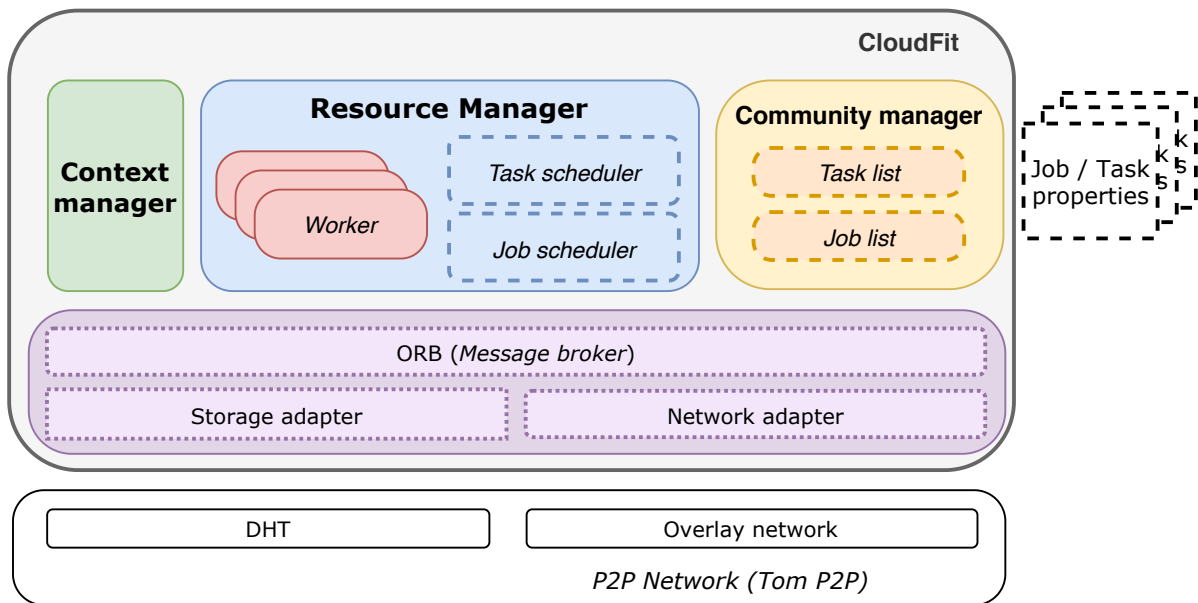 CloudFit
Context
manager
Resource Manager
Worker
Task scheduler
Job scheduler
Community manager
Task list
Job list
Job / Task
properties
k
s
k
s
ORB (Message broker)
Storage adapter
Network adapter
DHT
Overlay network
P2P Network (Tom P2P)